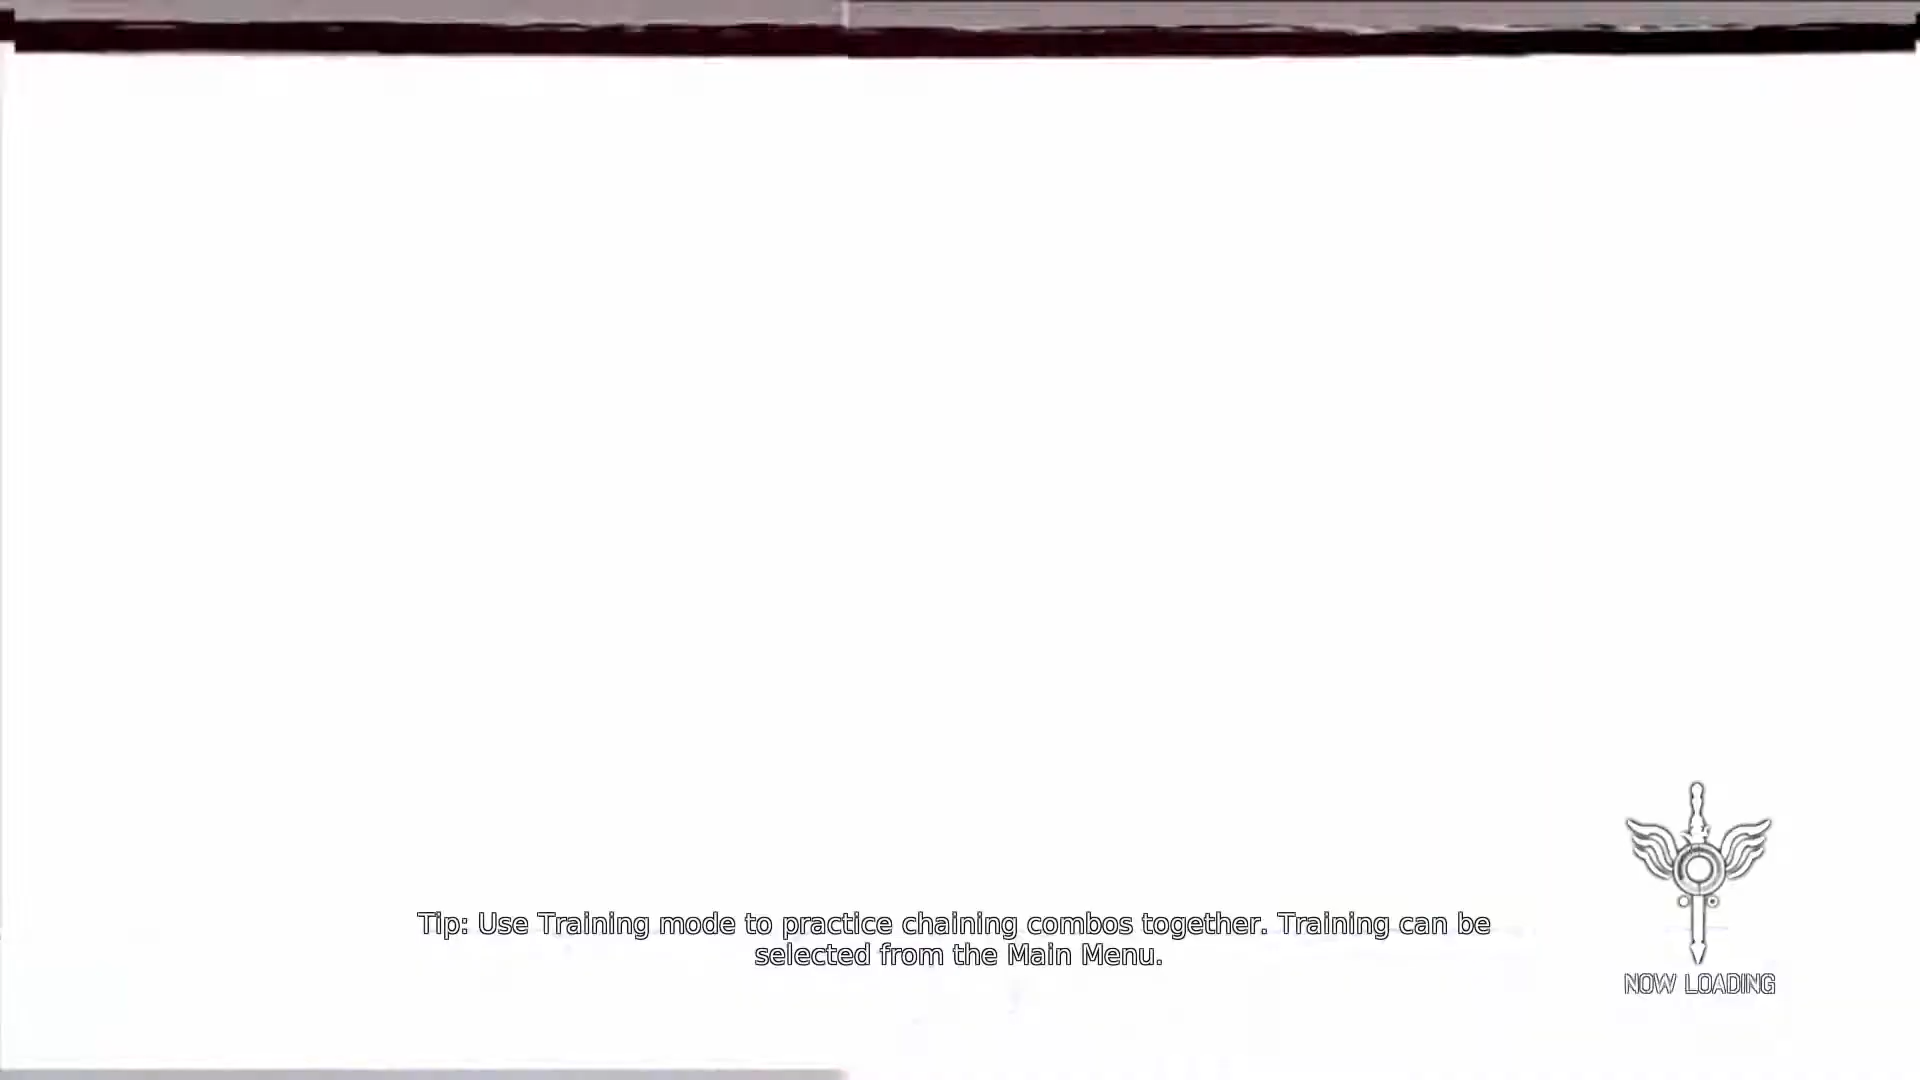 Tip: Use Training mode to practice chaining combos together. Training can be
selected from the Main Menu.
NOW LOADING